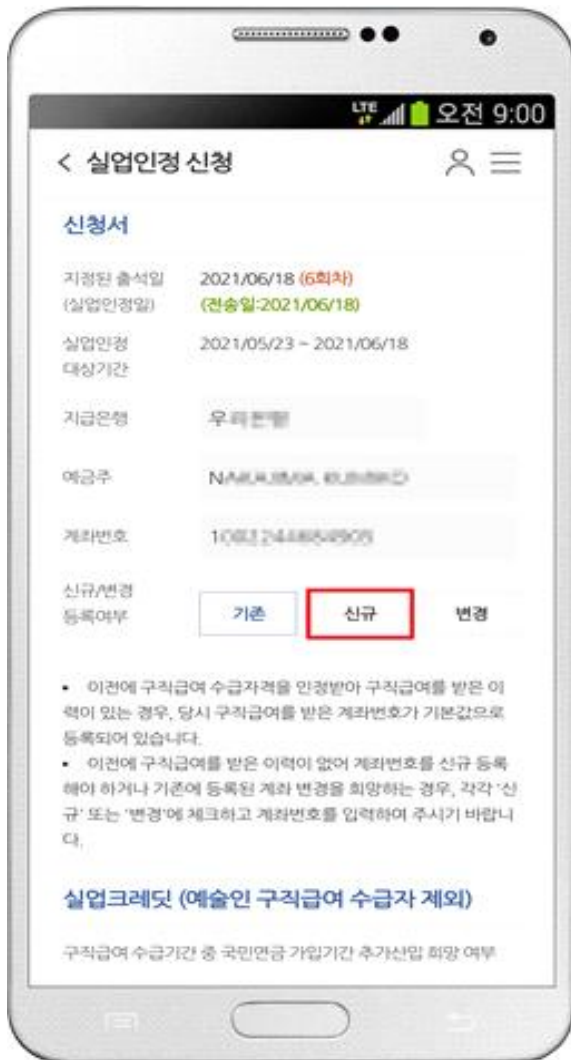 LTE 오전 9:00
< 실업인정 신청
신청서
지정된 출석일 2021/06/18 (6회차)
(실업인정일) (전송일:2021/06/18)
실업인정 2021/05/23 ~ 2021/06/18
대상기간
지급은행 우
예금주
계좌번호
신규/변경
등록여부 기존 신규 변경
• 이전에 구직급여 수급자격을 인정받아 구직급여를 받은 이
력이 있는 경우, 당시 구직급여를 받은 계좌번호가 기본값으로
등록되어 있습니다.
• 이전에 구직급여를 받은 이력이 없어 계좌번호를 신규 등록
해야 하거나 기존에 등록된 계좌 변경을 희망하는 경우, 각각 '신
규' 또는 '변경'에 체크하고 계좌번호를 입력하여 주시기 바랍니
다.
실업크레딧 (예술인 구직급여 수급자 제외)
구직급여 수급기간 중 국민연금 가입기간 추가산입 희망 여부